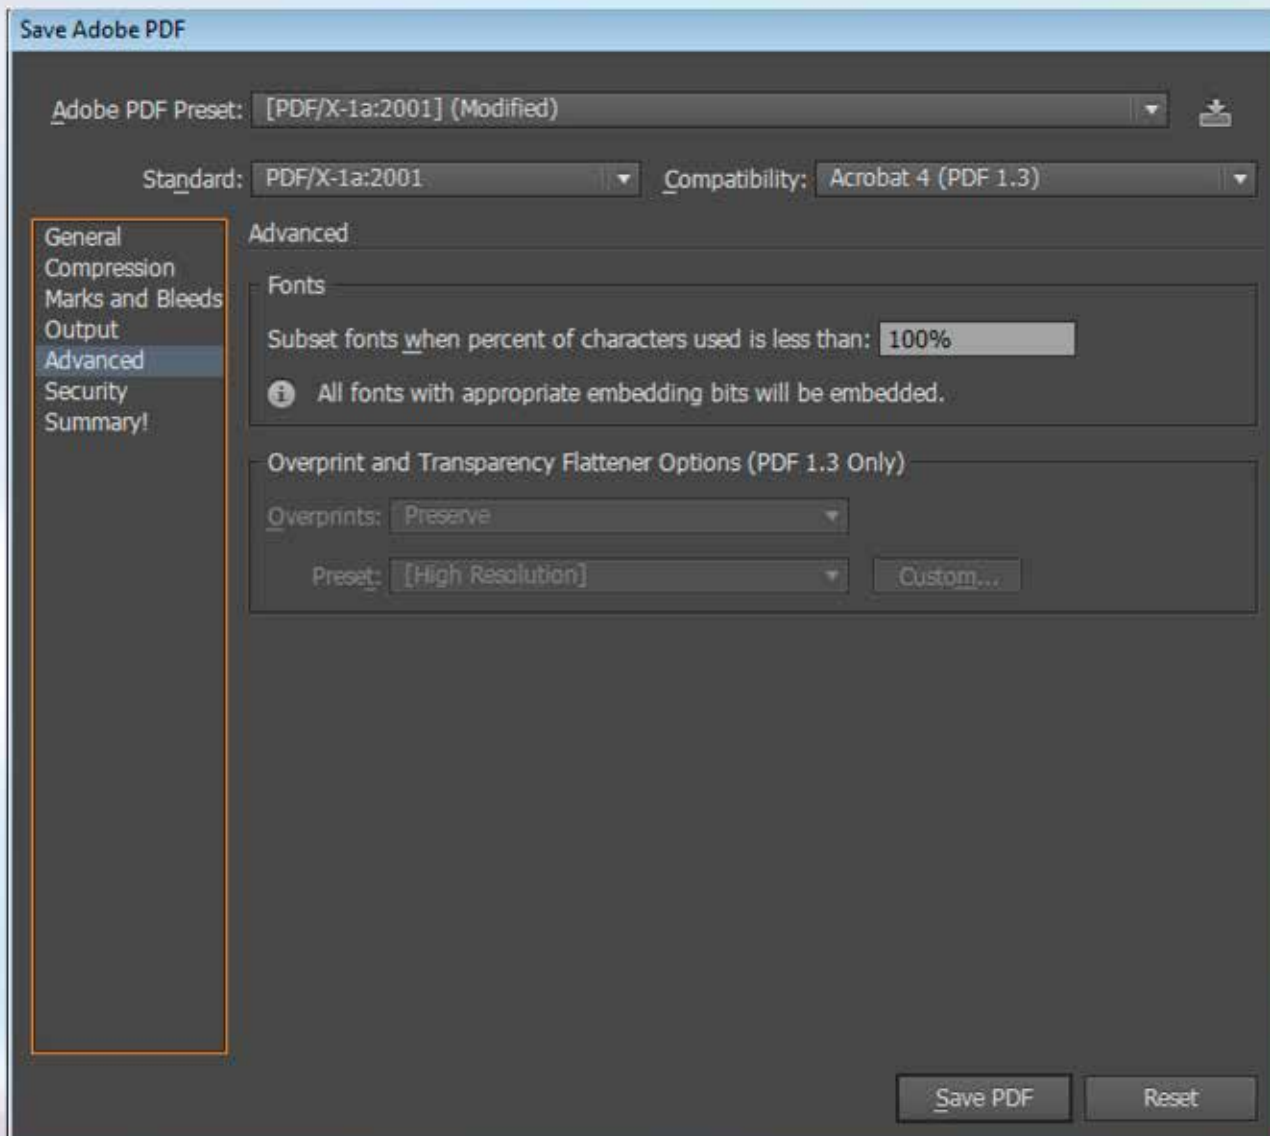 Save Adobe PDF
Adobe PDF Preset: [PDF/X-1a:2001] (Modified)
Standard: PDF/X-1a:2001 Compatibility: Acrobat 4 (PDF 1.3)
General
Compression
Marks and Bleeds
Output
Advanced
Security
Summary!
Advanced
Fonts
Subset fonts when percent of characters used is less than: 100%
All fonts with appropriate embedding bits will be embedded.
Overprint and Transparency Flattener Options (PDF 1.3 Only)
Overprints: Preserve
Preset: [High Resolution] Custom...
Save PDF Reset